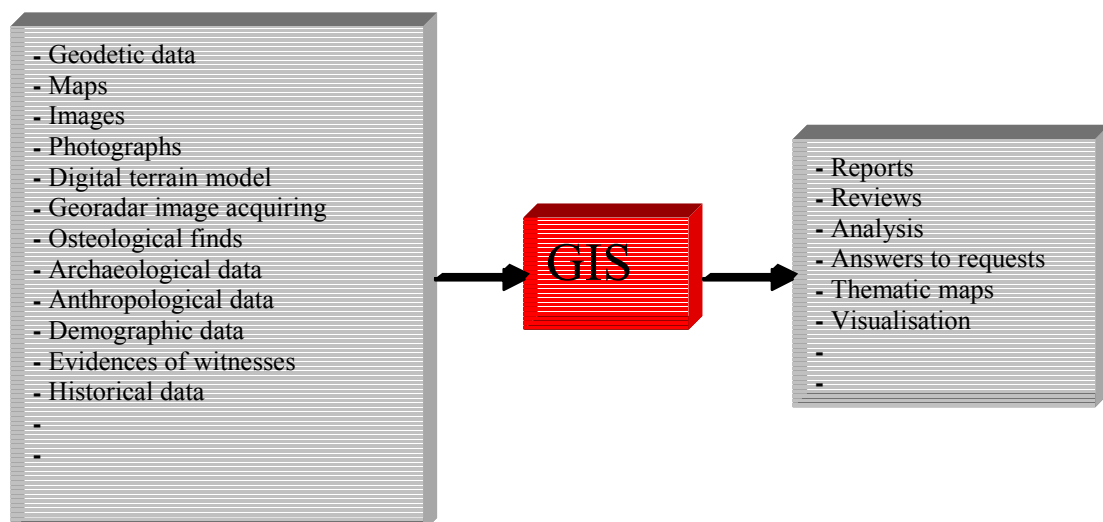 - Geodetic data
- Maps
- Images
- Photographs
- Digital terrain model
- Georadar image acquiring
- Osteological finds
- Archaeological data
- Anthropological data
- Demographic data
- Evidences of witnesses
- Historical data
-
-
GIS
- Reports
- Reviews
- Analysis
- Answers to requests
- Thematic maps
- Visualisation
-
-